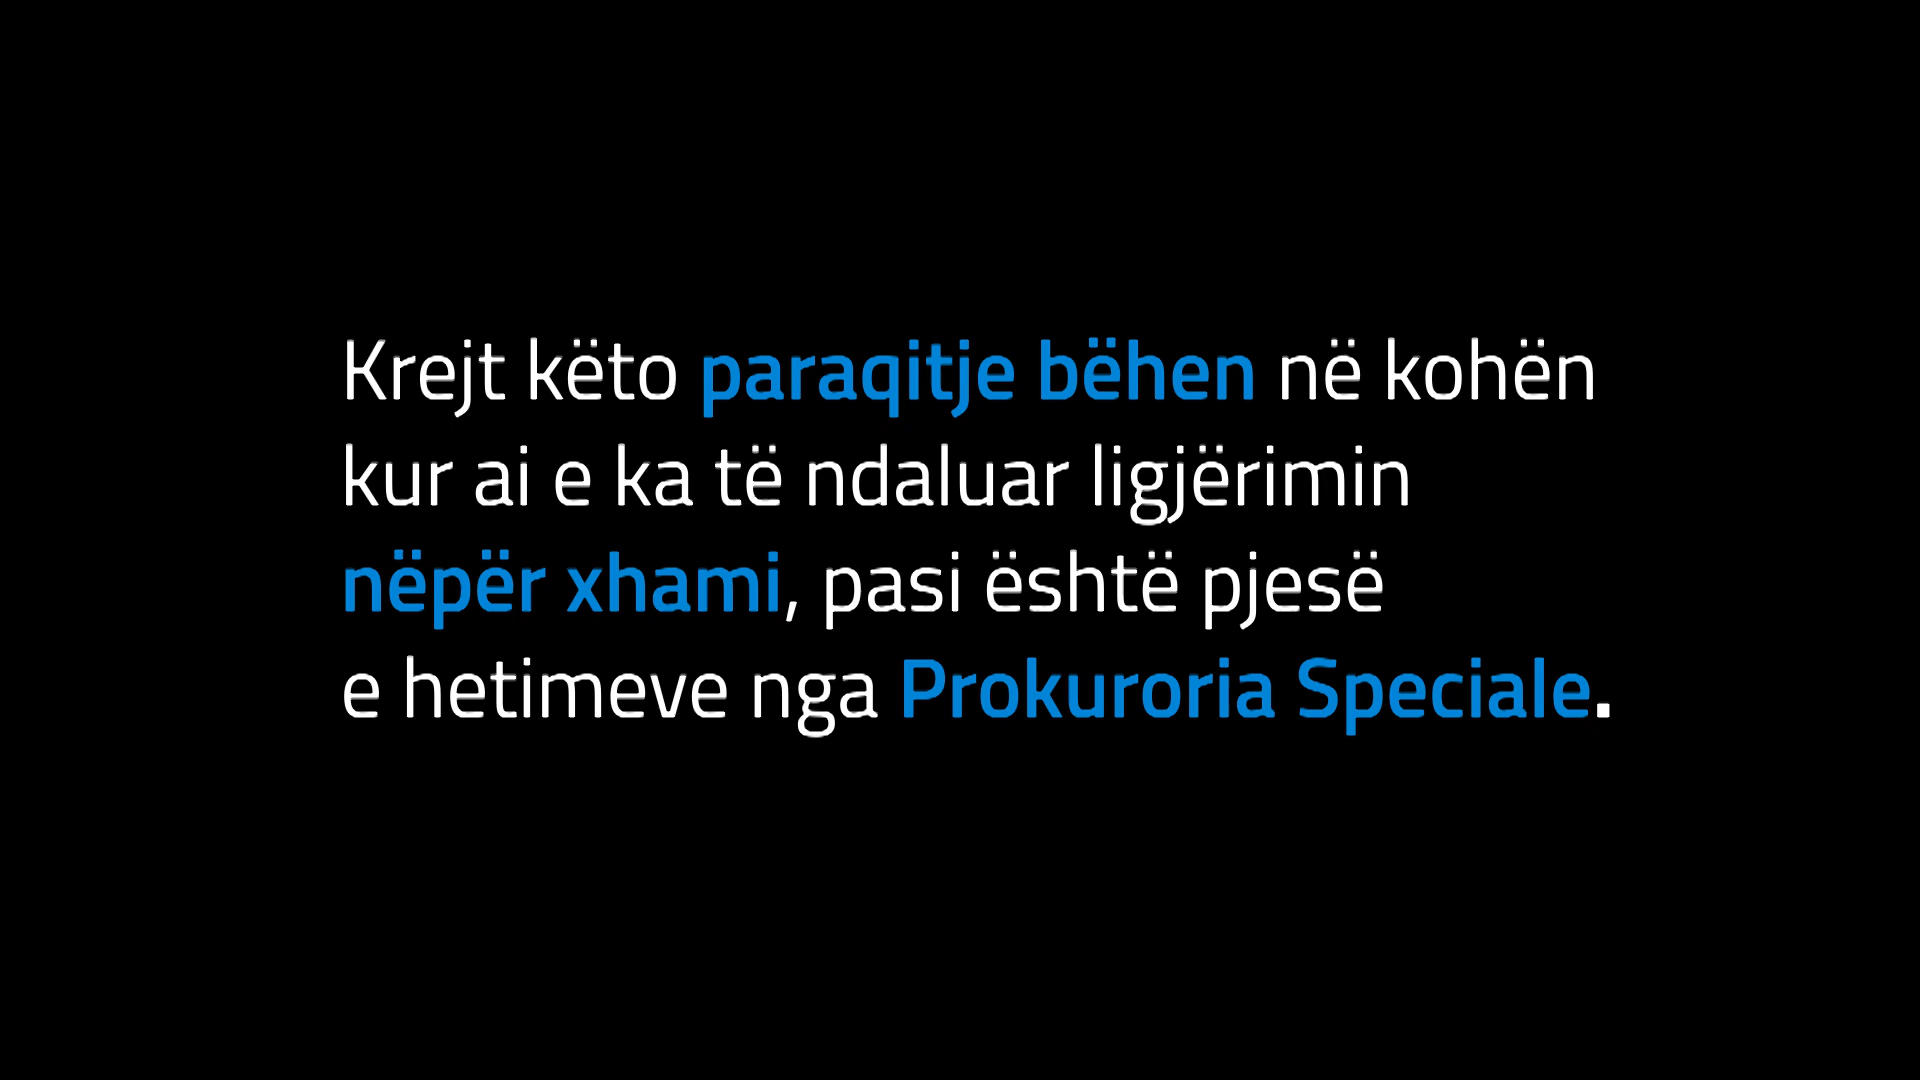 Krejt këto paraqitje bëhen në kohën
kur ai e ka të ndaluar ligjërimin
nëpër xhami, pasi është pjesë
e hetimeve nga Prokuroria Speciale.